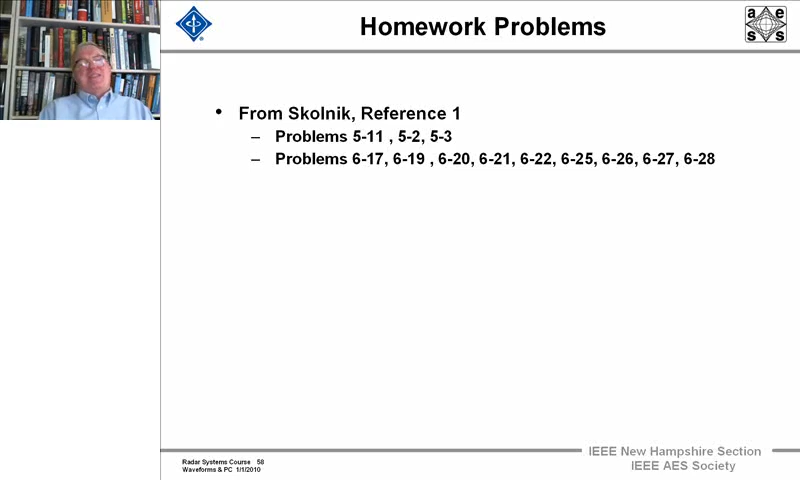 Homework Problems
a e
s s
• From Skolnik, Reference 1
– Problems 5-11 , 5-2, 5-3
– Problems 6-17, 6-19 , 6-20, 6-21, 6-22, 6-25, 6-26, 6-27, 6-28
Radar Systems Course 58
Waveforms & PC 1/1/2010
IEEE New Hampshire Section
IEEE AES Society